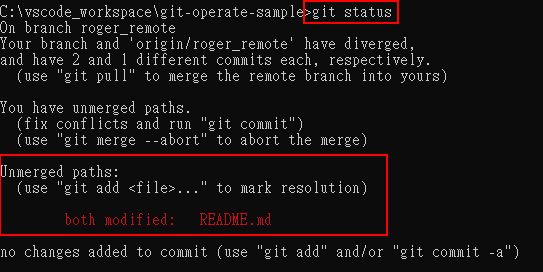 C:\vscode_workspace\git-operate-sample>git status
On branch roger_remote
Your branch and 'origin/roger_remote' have diverged,
and have 2 and 1 different commits each, respectively.
  (use "git pull" to merge the remote branch into yours)

You have unmerged paths.
  (fix conflicts and run "git commit")
  (use "git merge --abort" to abort the merge)

Unmerged paths:
  (use "git add <file>..." to mark resolution)

        both modified:   README.md

no changes added to commit (use "git add" and/or "git commit -a")